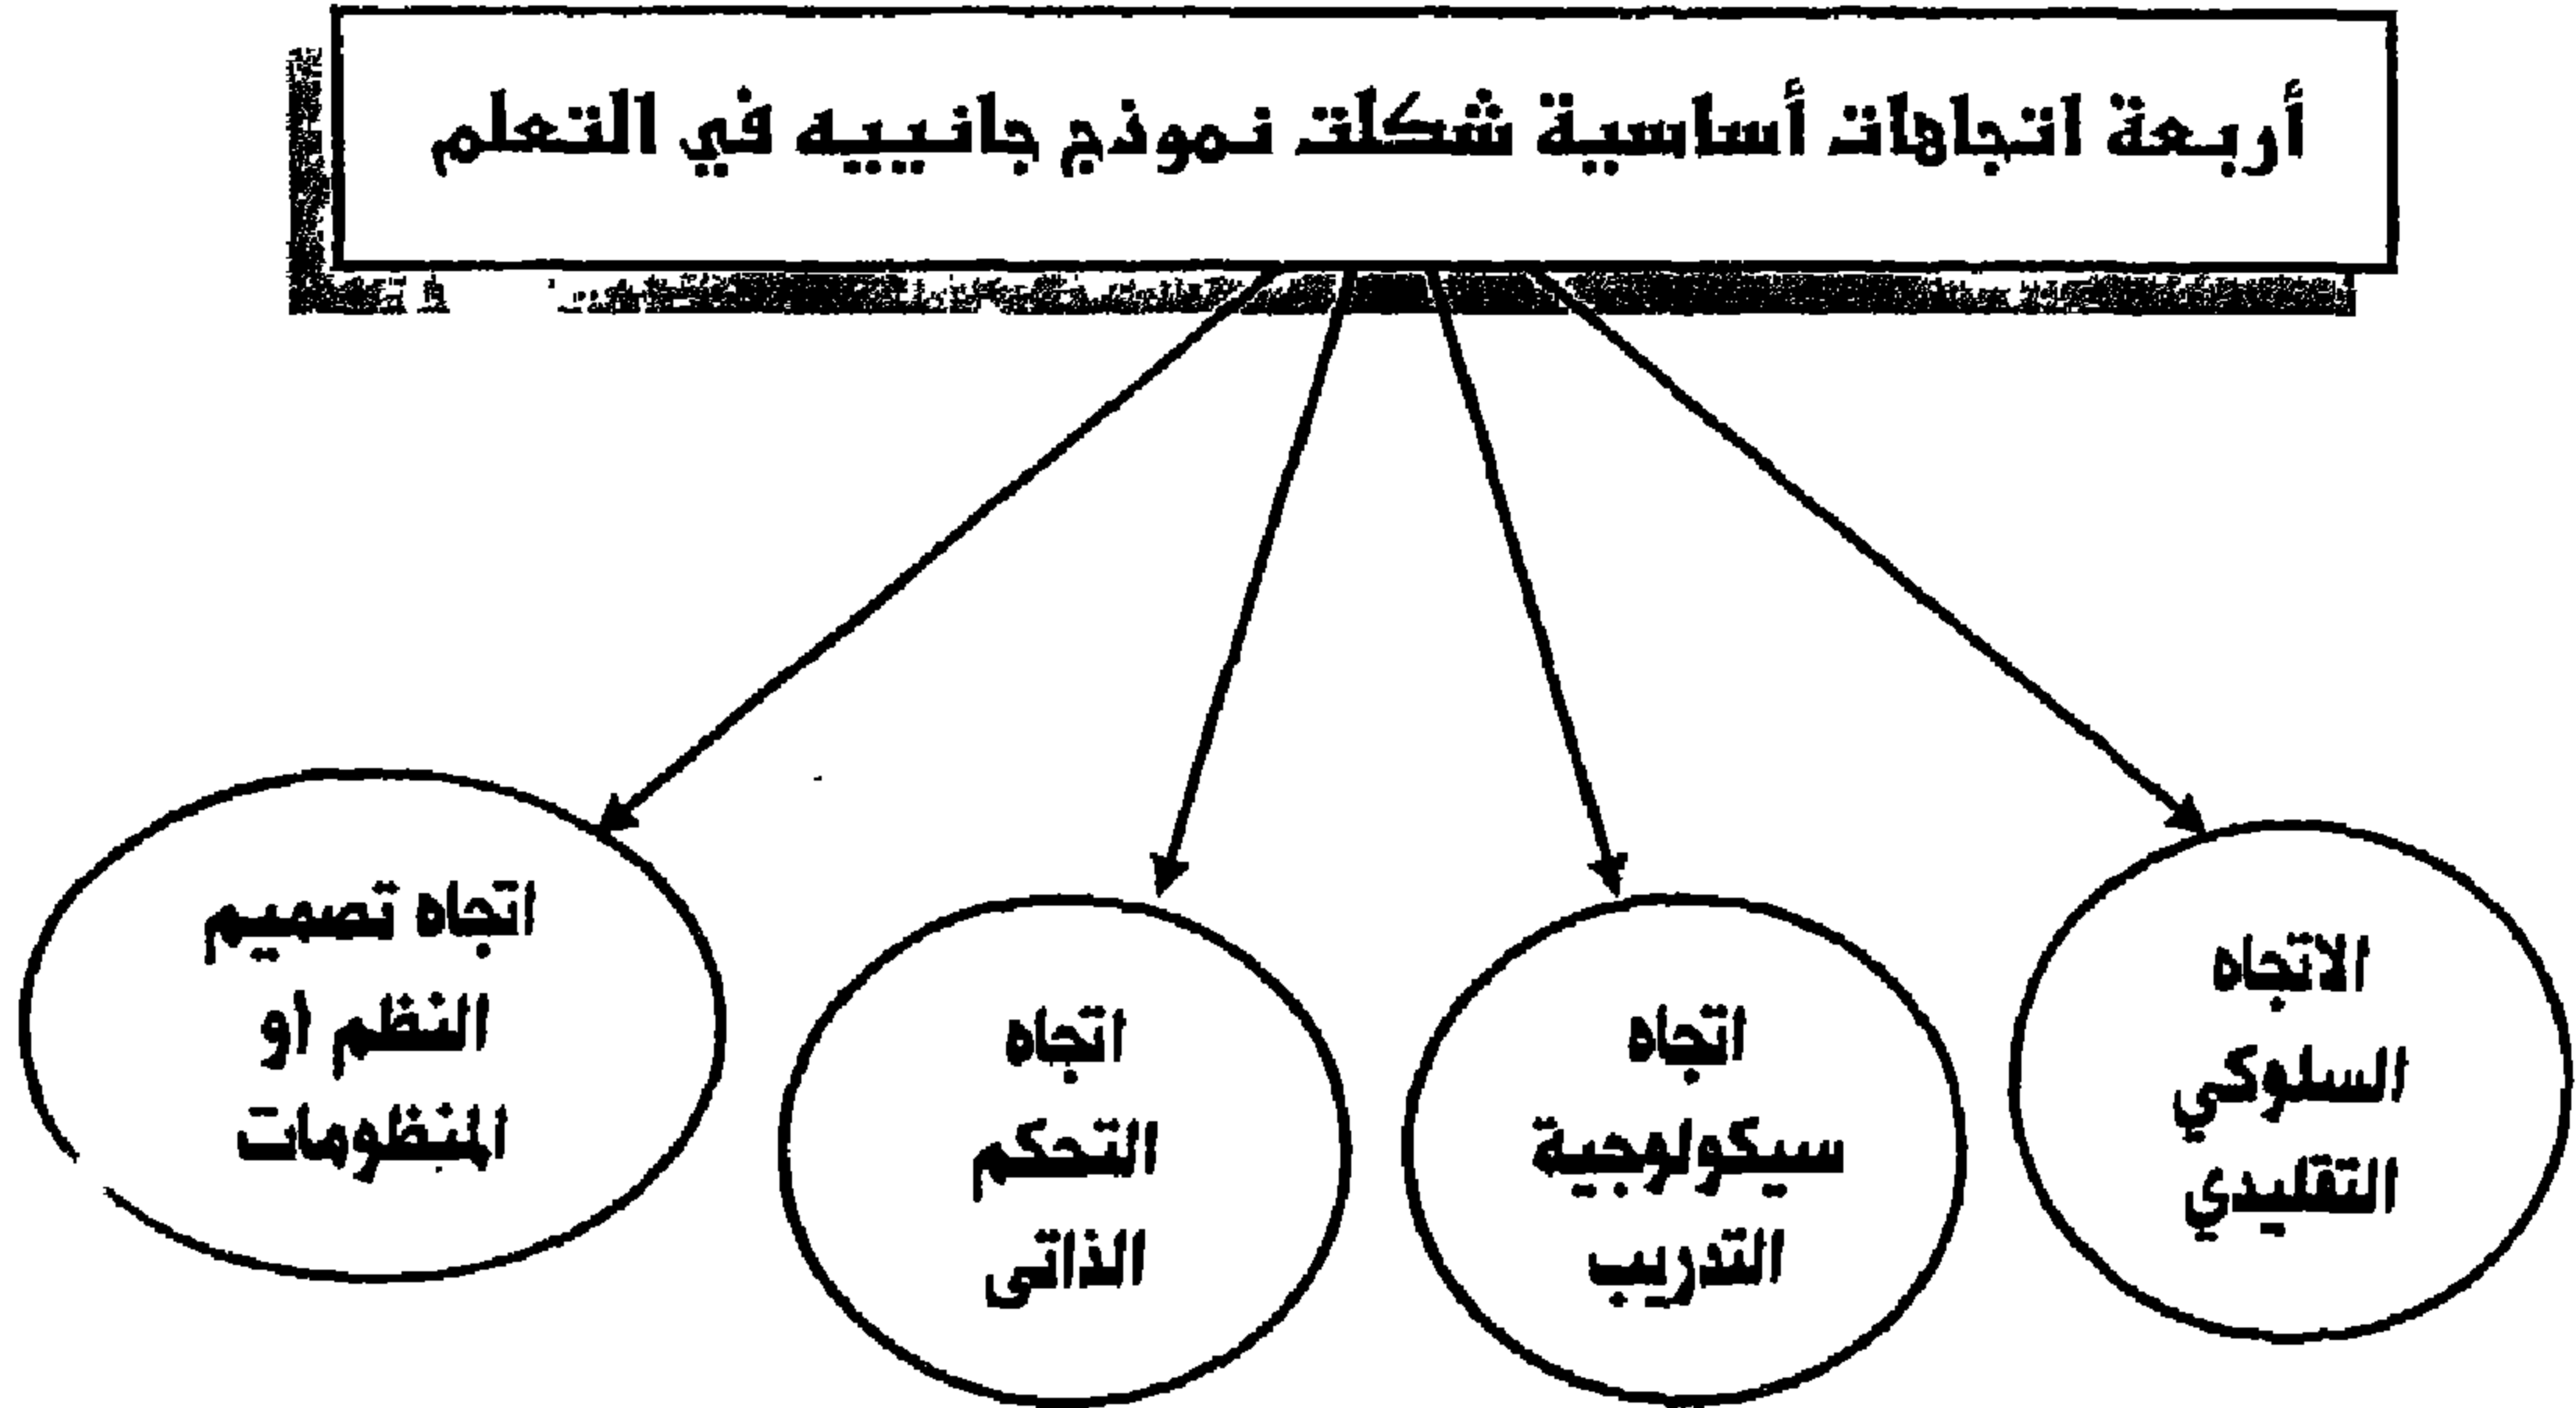 أربعة اتجاهات أساسية شكلت نموذج جانييه في التعلم
الاتجاه
السلوكي
التقليدي
اتجاه
سيكولوجية
التدريب
اتجاه
التحكم
الذاتى
اتجاه تصميم
النظم او
المنظومات